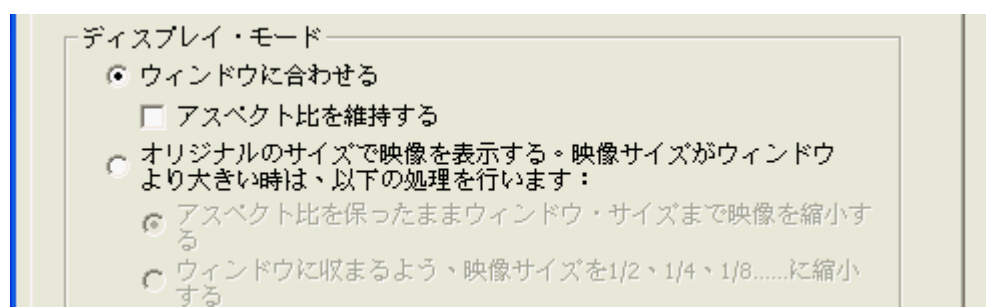 ディスプレイ・モード
ウィンドウに合わせる
アスペクト比を維持する
オリジナルのサイズで映像を表示する。映像サイズがウィンドウ
より大きい時は、以下の処理を行います：
アスペクト比を保ったままウィンドウ・サイズまで映像を縮小す
る
ウィンドウに収まるよう、映像サイズを1/2、1/4、1/8......に縮小
する